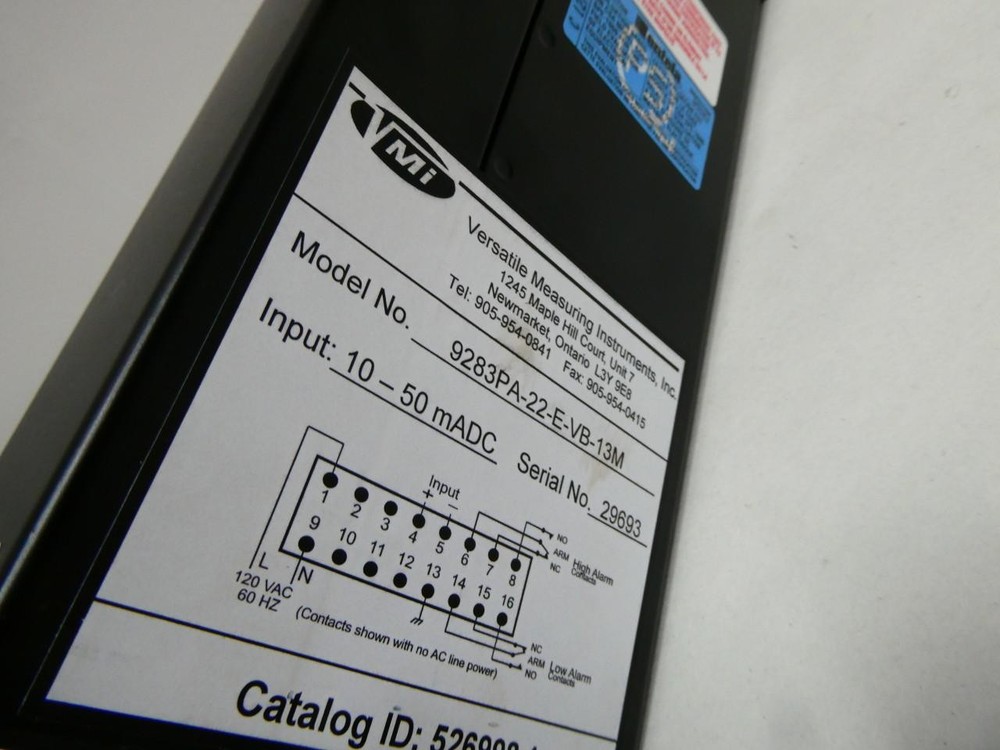 VMi
Versatile Measuring Instruments, Inc.
1245 Maple Hill Court, Unit 7
Newmarket, Ontario L3Y 9E8
Tel: 905-954-0841 Fax: 905-954-0415
Model No. 9283PA-22-E-VB-13M
Input: 10 – 50 mADC Serial No. 29693
Input
+ –
1 2 3 4 5 6 7 8
9 10 11 12 13 14 15 16
NO
ARM
NC
High Alarm
Contacts
L N
120 VAC
60 HZ
NC
ARM
NO
Low Alarm
Contacts
(Contacts shown with no AC line power)
Catalog ID: